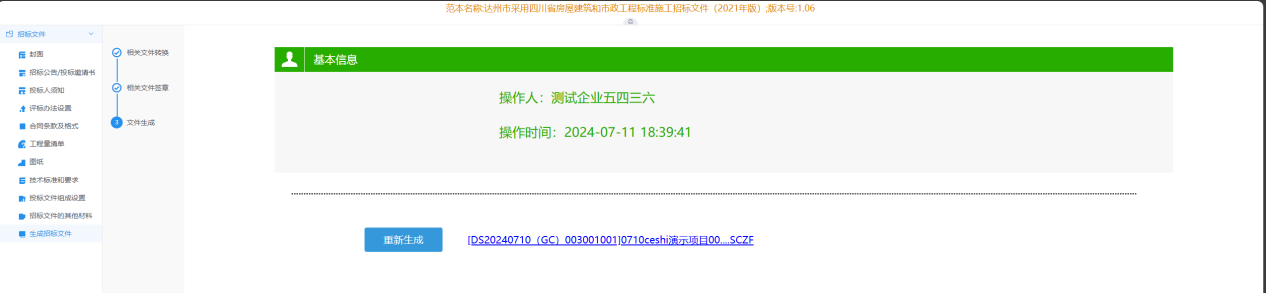 范本名称:达州市采用四川省房屋建筑和市政工程标准施工招标文件（2021年版）;版本号:1.06
招标文件
封面
招标公告/投标邀请书
投标人须知
评标办法设置
合同条款及格式
工程量清单
图纸
技术标准和要求
投标文件组成设置
招标文件的其他材料
生成招标文件
相关文件转换
相关文件签章
3 文件生成
基本信息
操作人：测试企业五四三六
操作时间：2024-07-11 18:39:41
重新生成
[DS20240710（GC）003001001]0710ceshi演示项目00....SCZF